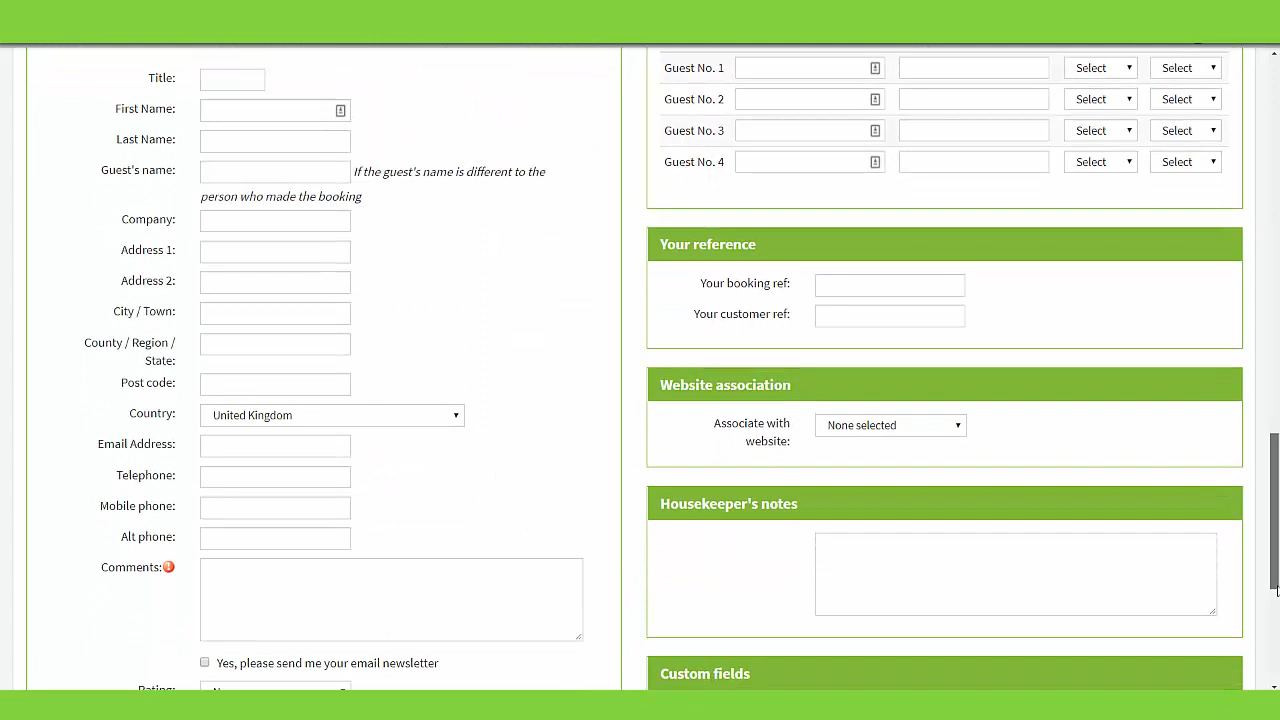 Title:
First Name:
Last Name:
Guest's name:
If the guest's name is different to the
person who made the booking
Company:
Address 1:
Address 2:
City / Town:
County / Region /
State:
Post code:
Country:
United Kingdom
Email Address:
Telephone:
Mobile phone:
Alt phone:
Comments:
Yes, please send me your email newsletter
Rating:
Guest No. 1 Select Select
Guest No. 2 Select Select
Guest No. 3 Select Select
Guest No. 4 Select Select
Your reference
Your booking ref:
Your customer ref:
Website association
Associate with
website:
None selected
Housekeeper's notes
Custom fields